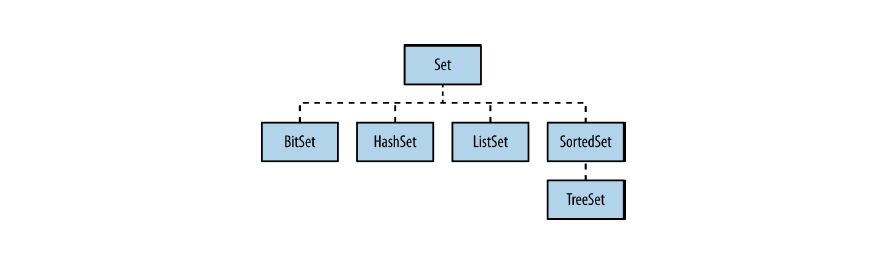 Set
BitSet
HashSet
ListSet
SortedSet
TreeSet